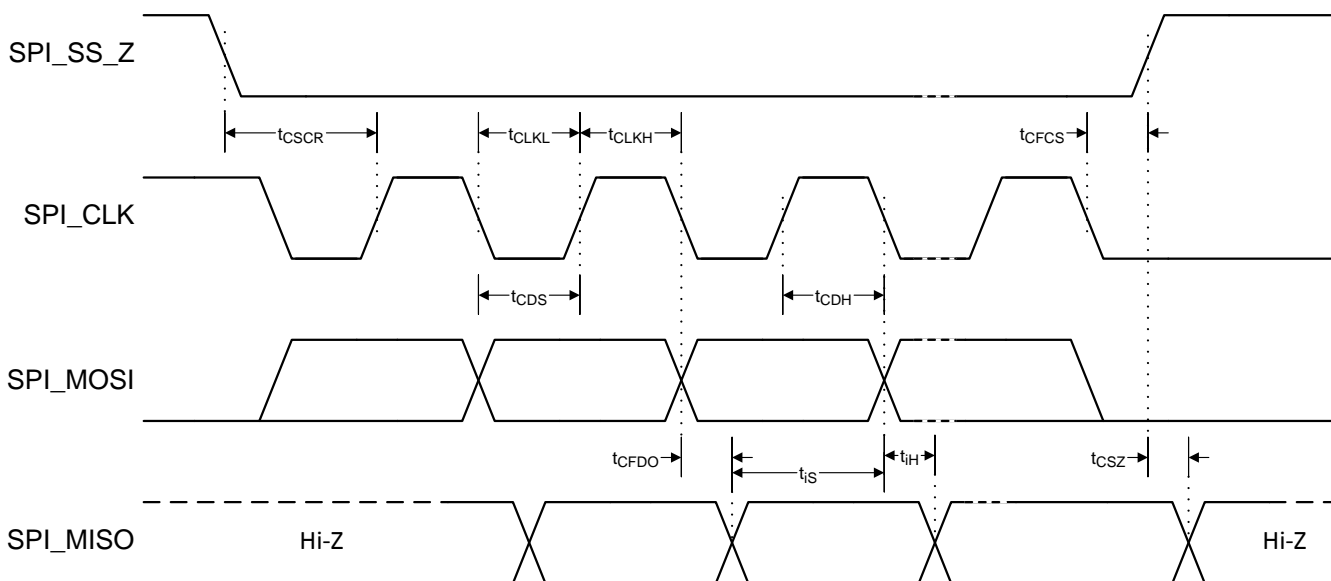 SPI_SS_Z
tCSCR
tCLKL
tCLKH
tCFCS
SPI_CLK
tCDS
tCDH
SPI_MOSI
tCFDO
tiS
tiH
tCSZ
SPI_MISO
Hi-Z
Hi-Z